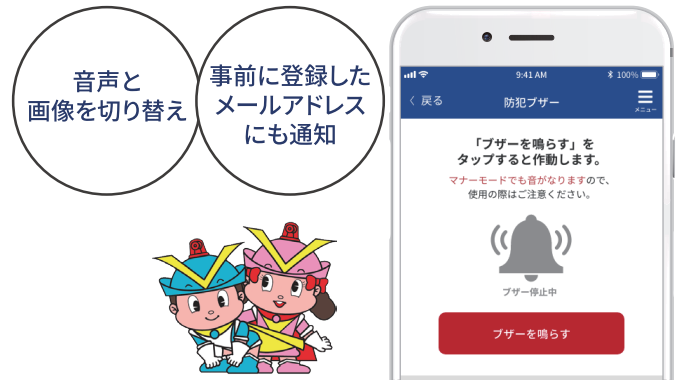 音声と
画像を切り替え
事前に登録した
メールアドレス
にも通知
9:41 AM
100%
戻る
防犯ブザー
メニュー
「ブザーを鳴らす」を
タップすると作動します。
マナーモードでも音がなりますので、
使用の際はご注意ください。
ブザー停止中
ブザーを鳴らす